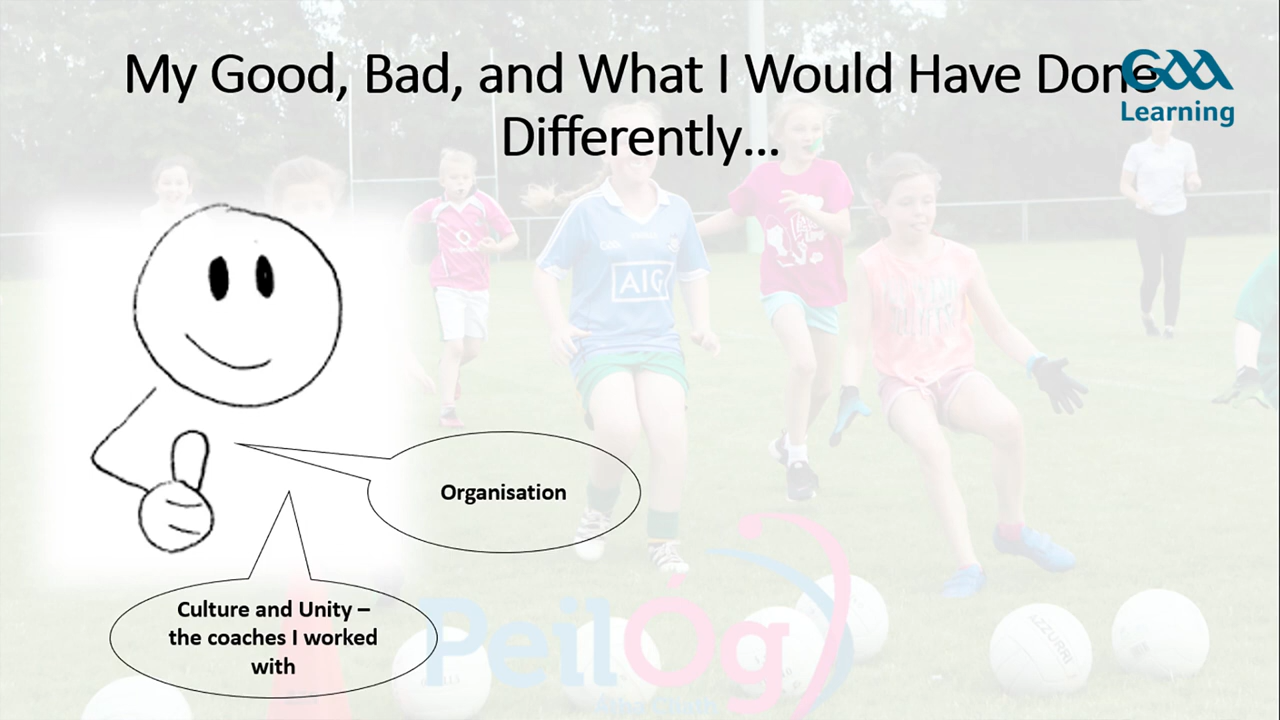 My Good, Bad, and What I Would Have Done
Differently...
GAA
Learning
AIG
Organisation
Culture and Unity –
the coaches I worked
with
PeilÓg
AZZURRI